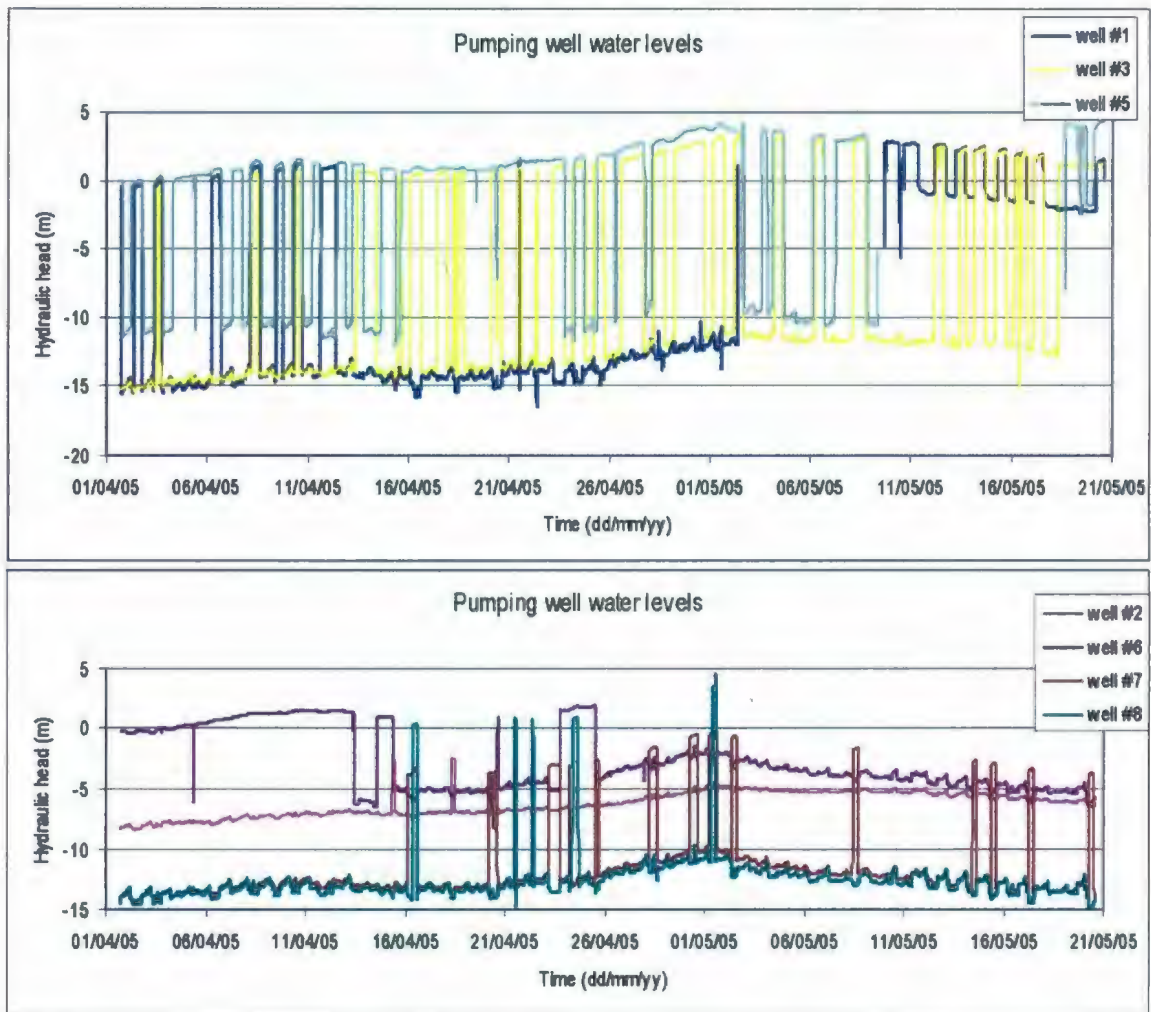 Pumping well water levels
well #1
well #3
well #5
5
0
-5
-10
-15
-20
Hydraulic head (m)
01/04/05 06/04/05 11/04/05 16/04/05 21/04/05 26/04/05 01/05/05 06/05/05 11/05/05 16/05/05 21/05/05
Time (dd/mm/yy)
Pumping well water levels
well #2
well #6
well #7
well #8
5
0
-5
-10
-15
Hydraulic head (m)
01/04/05 06/04/05 11/04/05 16/04/05 21/04/05 26/04/05 01/05/05 06/05/05 11/05/05 16/05/05 21/05/05
Time (dd/mm/yy)